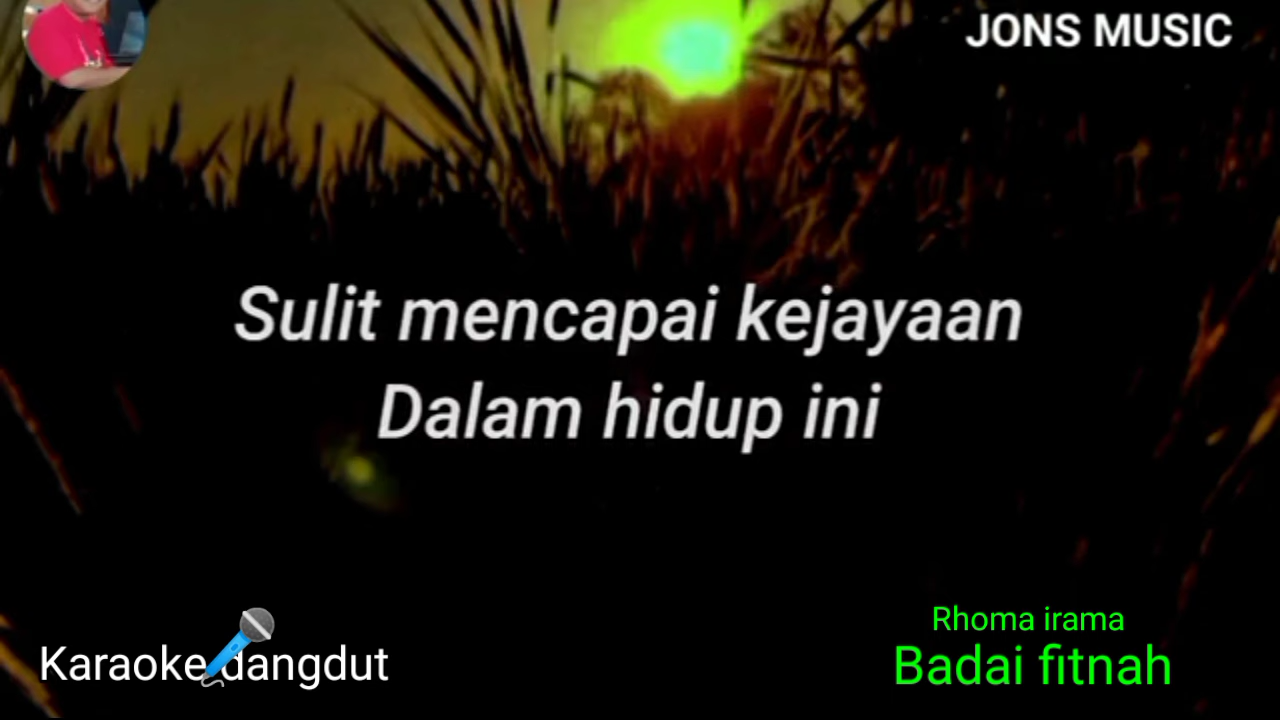 JONS MUSIC
Sulit mencapai kejayaan
Dalam hidup ini
Rhoma irama
Karaoke dangdut
Badai fitnah